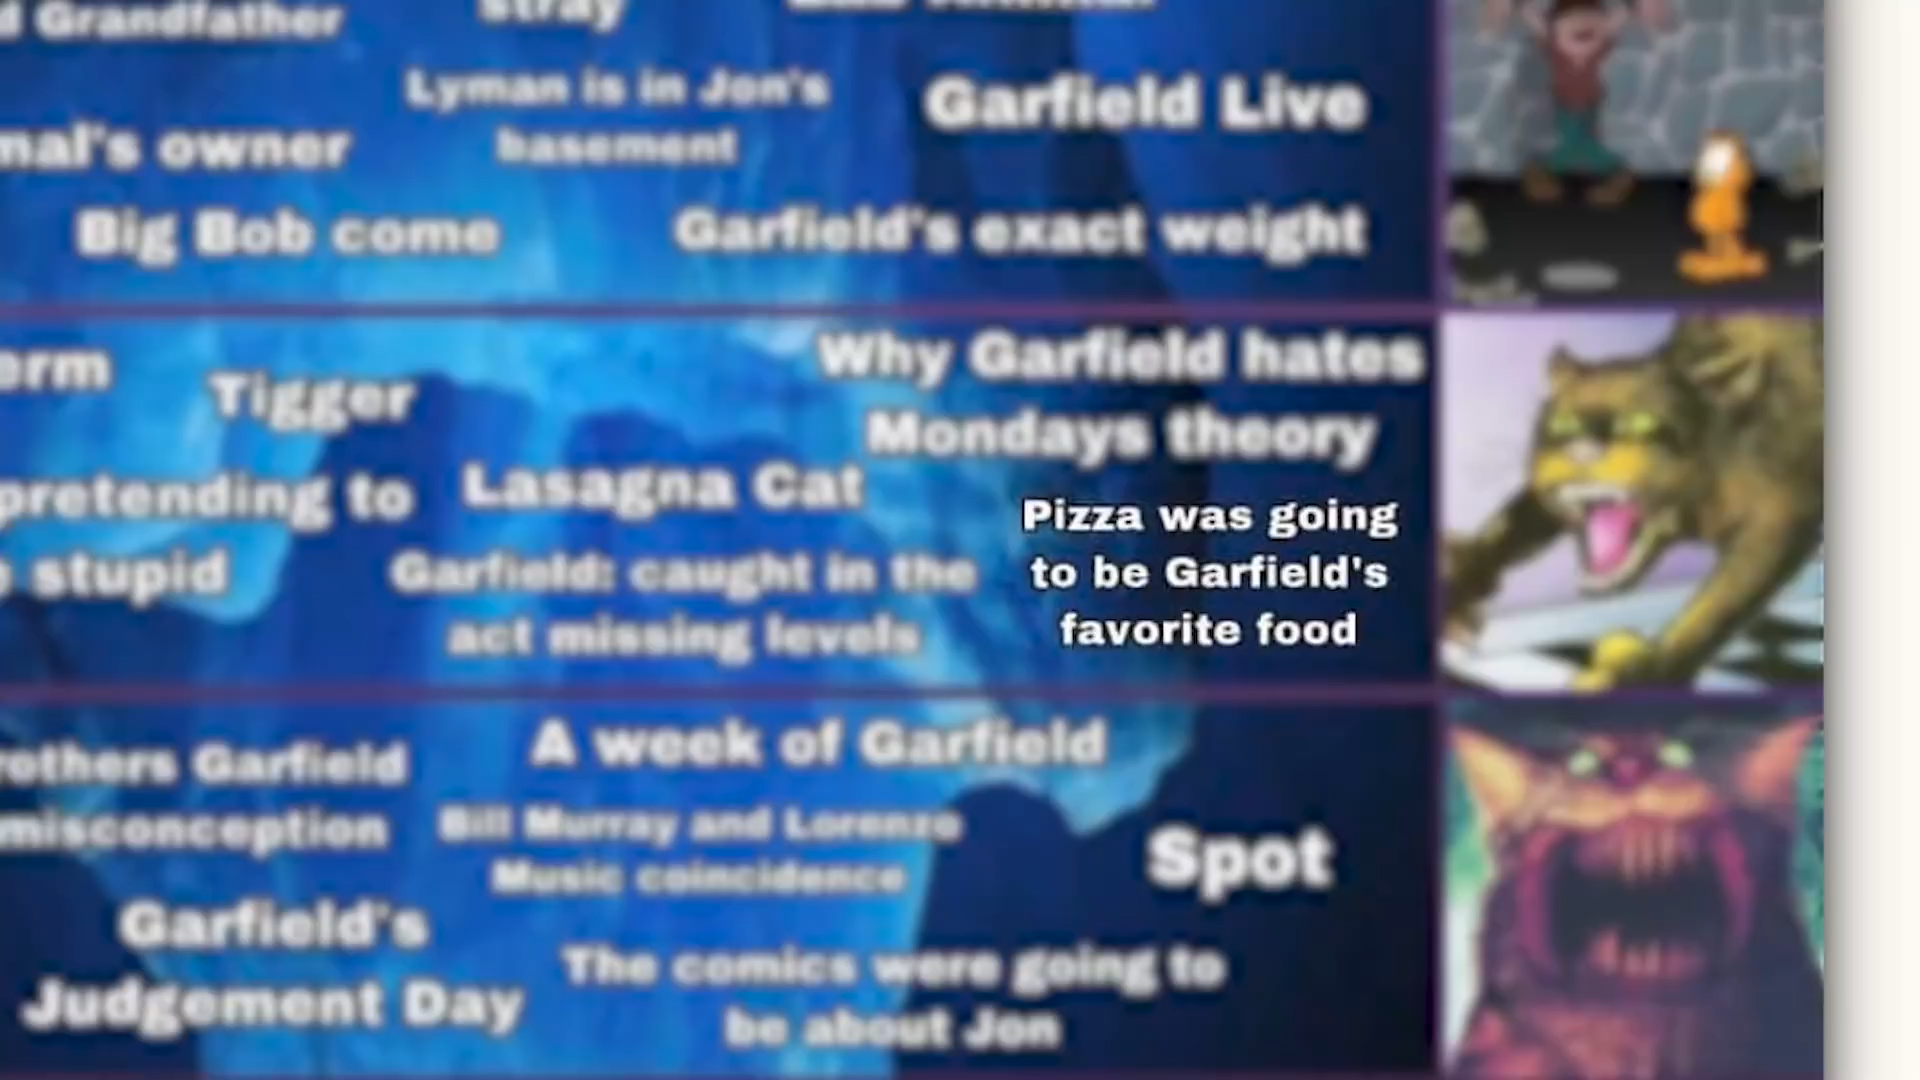 d Grandfather
stray
Lyman is in Jon's
basement
Garfield Live
mal's owner
Big Bob come
Garfield's exact weight
erm
Tigger
Why Garfield hates
Mondays theory
pretending to
stupid
Lasagna Cat
Garfield: caught in the
act missing levels
Pizza was going
to be Garfield's
favorite food
rothers Garfield
misconception
A week of Garfield
Bill Murray and Lorenzo
Music coincidence
Spot
Garfield's
Judgement Day
The comics were going to
be about Jon